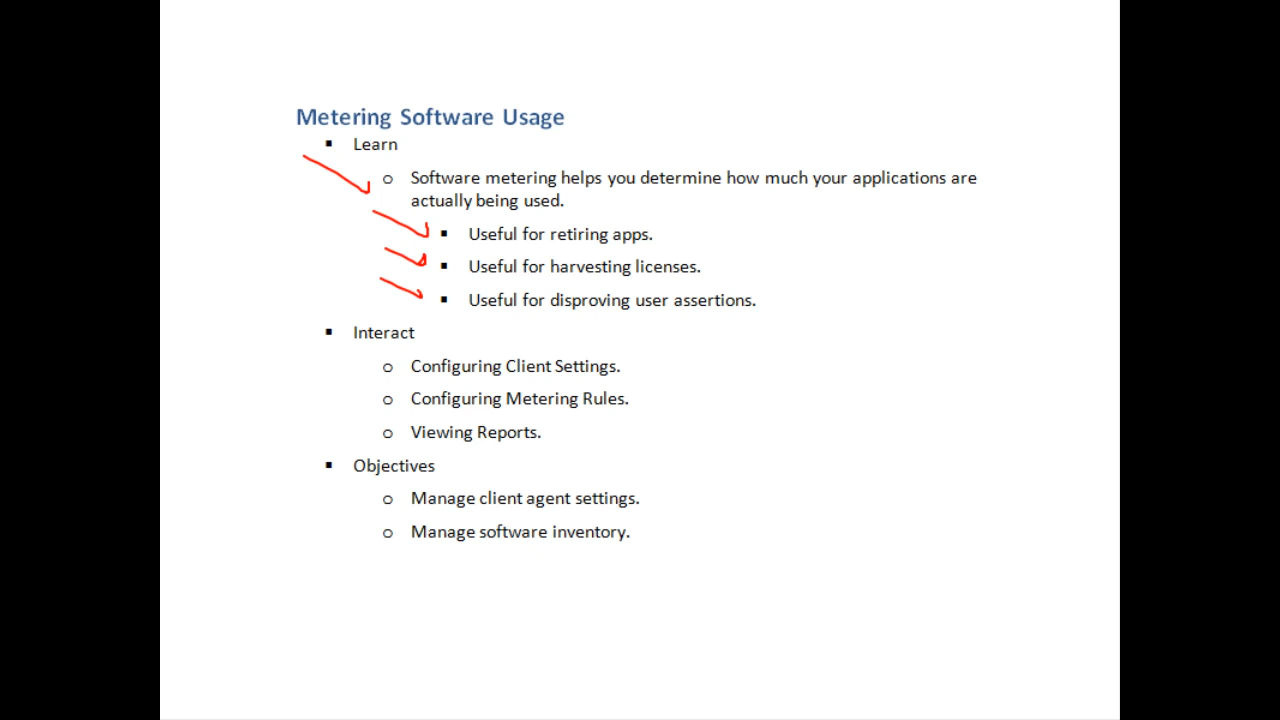 Metering Software Usage
▪ Learn
o Software metering helps you determine how much your applications are
actually being used.
▪ Useful for retiring apps.
▪ Useful for harvesting licenses.
▪ Useful for disproving user assertions.
▪ Interact
o Configuring Client Settings.
o Configuring Metering Rules.
o Viewing Reports.
▪ Objectives
o Manage client agent settings.
o Manage software inventory.